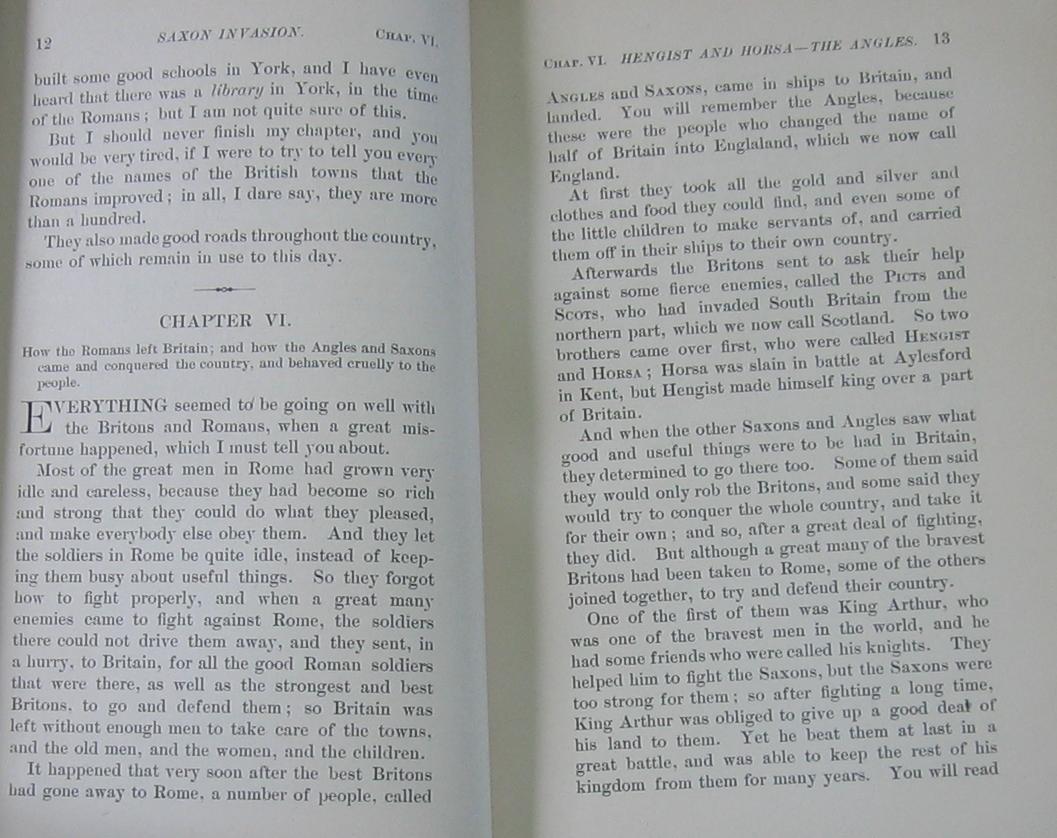 12 SAXON INVASION. CHAP. VI.
built some good schools in York, and I have even
heard that there was a library in York, in the time
of the Romans; but I am not quite sure of this.
But I should never finish my chapter, and you
would be very tired, if I were to try to tell you every
one of the names of the British towns that the
Romans improved; in all, I dare say, they are more
than a hundred.
They also made good roads throughout the country,
some of which remain in use to this day.
CHAPTER VI.
How the Romans left Britain; and how the Angles and Saxons
came and conquered the country, and behaved cruelly to the
people.
EVERYTHING seemed to be going on well with
the Britons and Romans, when a great mis-
fortune happened, which I must tell you about.
Most of the great men in Rome had grown very
idle and careless, because they had become so rich
and strong that they could do what they pleased,
and make everybody else obey them. And they let
the soldiers in Rome be quite idle, instead of keep-
ing them busy about useful things. So they forgot
how to fight properly, and when a great many
enemies came to fight against Rome, the soldiers
there could not drive them away, and they sent, in
a hurry, to Britain, for all the good Roman soldiers
that were there, as well as the strongest and best
Britons, to go and defend them; so Britain was
left without enough men to take care of the towns,
and the old men, and the women, and the children.
It happened that very soon after the best Britons
had gone away to Rome, a number of people, called
CHAP. VI. HENGIST AND HORSA—THE ANGLES. 13
ANGLES and SAXONS, came in ships to Britain, and
landed. You will remember the Angles, because
these were the people who changed the name of
half of Britain into Englaland, which we now call
England.
At first they took all the gold and silver and
clothes and food they could find, and even some of
the little children to make servants of, and carried
them off in their ships to their own country.
Afterwards the Britons sent to ask their help
against some fierce enemies, called the PICTS and
SCOTS, who had invaded South Britain from the
northern part, which we now call Scotland. So two
brothers came over first, who were called HENGIST
and HORSA; Horsa was slain in battle at Aylesford
in Kent, but Hengist made himself king over a part
of Britain.
And when the other Saxons and Angles saw what
good and useful things were to be had in Britain,
they determined to go there too. Some of them said
they would only rob the Britons, and some said they
would try to conquer the whole country, and take it
for their own; and so, after a great deal of fighting,
they did. But although a great many of the bravest
Britons had been taken to Rome, some of the others
joined together, to try and defend their country.
One of the first of them was King Arthur, who
was one of the bravest men in the world, and he
had some friends who were called his knights. They
helped him to fight the Saxons, but the Saxons were
too strong for them; so after fighting a long time,
King Arthur was obliged to give up a good deal of
his land to them. Yet he beat them at last in a
great battle, and was able to keep the rest of his
kingdom from them for many years. You will read